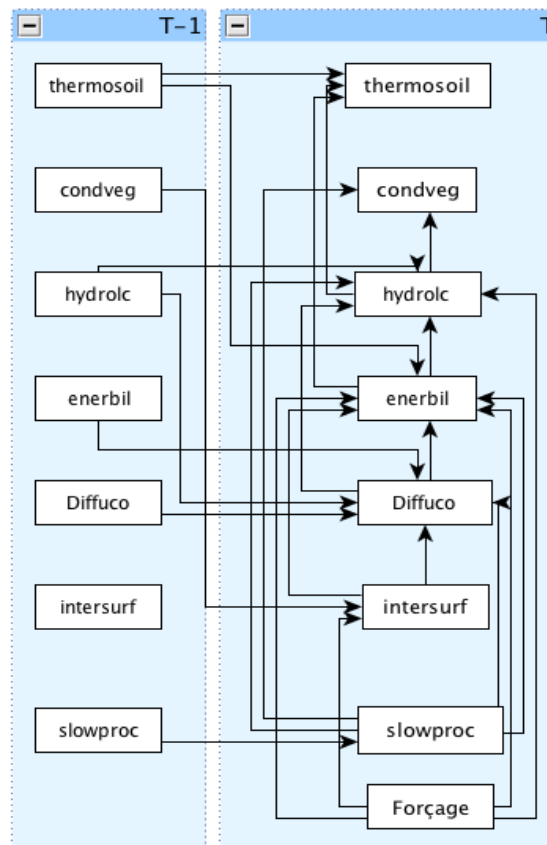 T-1
T
thermosoil
thermosoil
condveg
condveg
hydrolc
hydrolc
enerbil
enerbil
Diffuco
Diffuco
intersurf
intersurf
slowproc
slowproc
Forçage